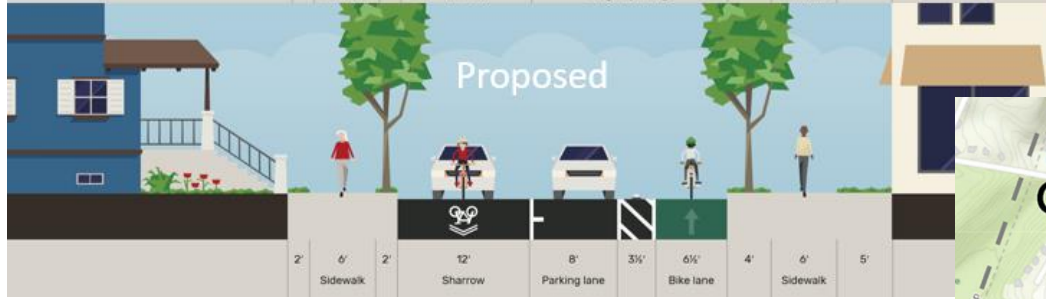 Proposed
2' 6' 2' 12' 8' 3½' 6½' 4' 6' 5'
Sidewalk Sharrow Parking lane Bike lane Sidewalk